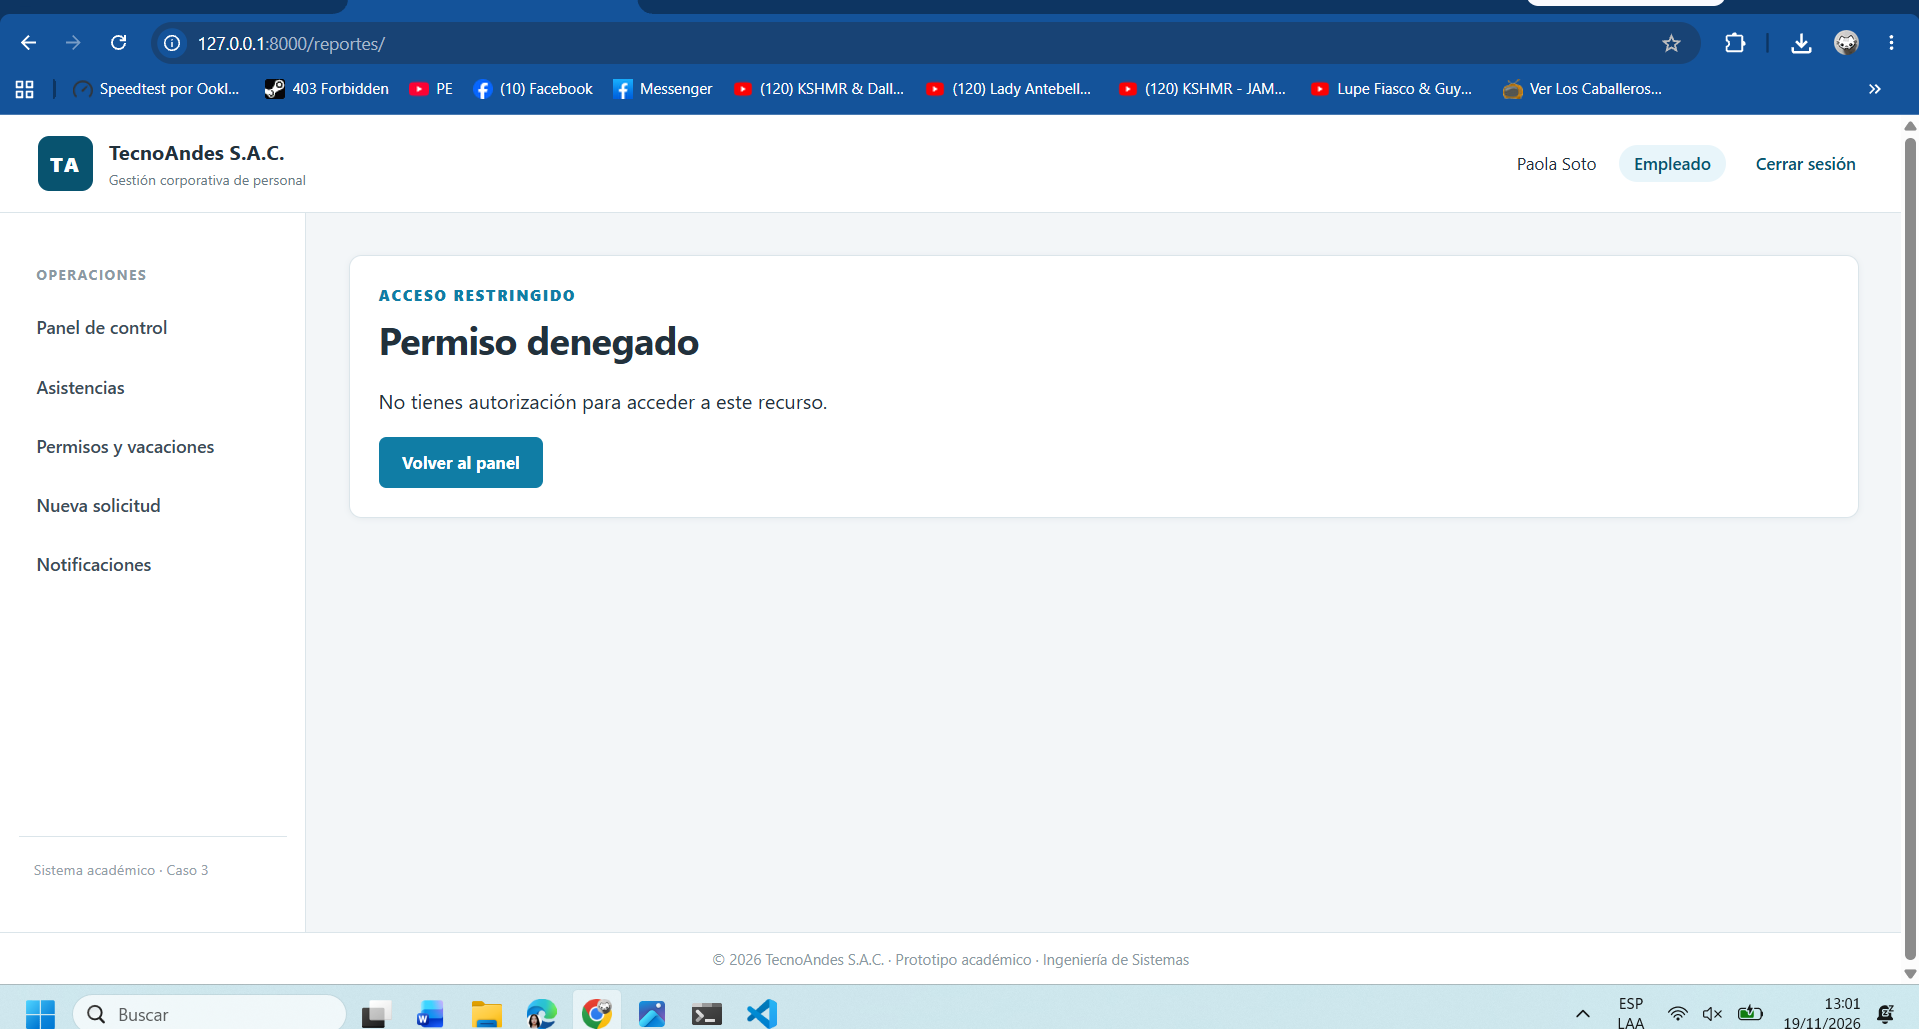 127.0.0.1:8000/reportes/
Speedtest por Ookl...
403 Forbidden
PE
(10) Facebook
Messenger
(120) KSHMR & Dall...
(120) Lady Antebell...
(120) KSHMR - JAM...
Lupe Fiasco & Guy...
Ver Los Caballeros...
TA
TecnoAndes S.A.C.
Gestión corporativa de personal
Paola Soto
Empleado
Cerrar sesión
OPERACIONES
Panel de control
Asistencias
Permisos y vacaciones
Nueva solicitud
Notificaciones
Sistema académico · Caso 3
ACCESO RESTRINGIDO
Permiso denegado
No tienes autorización para acceder a este recurso.
Volver al panel
© 2026 TecnoAndes S.A.C. · Prototipo académico · Ingeniería de Sistemas
Buscar
ESP
LAA
13:01
19/11/2026